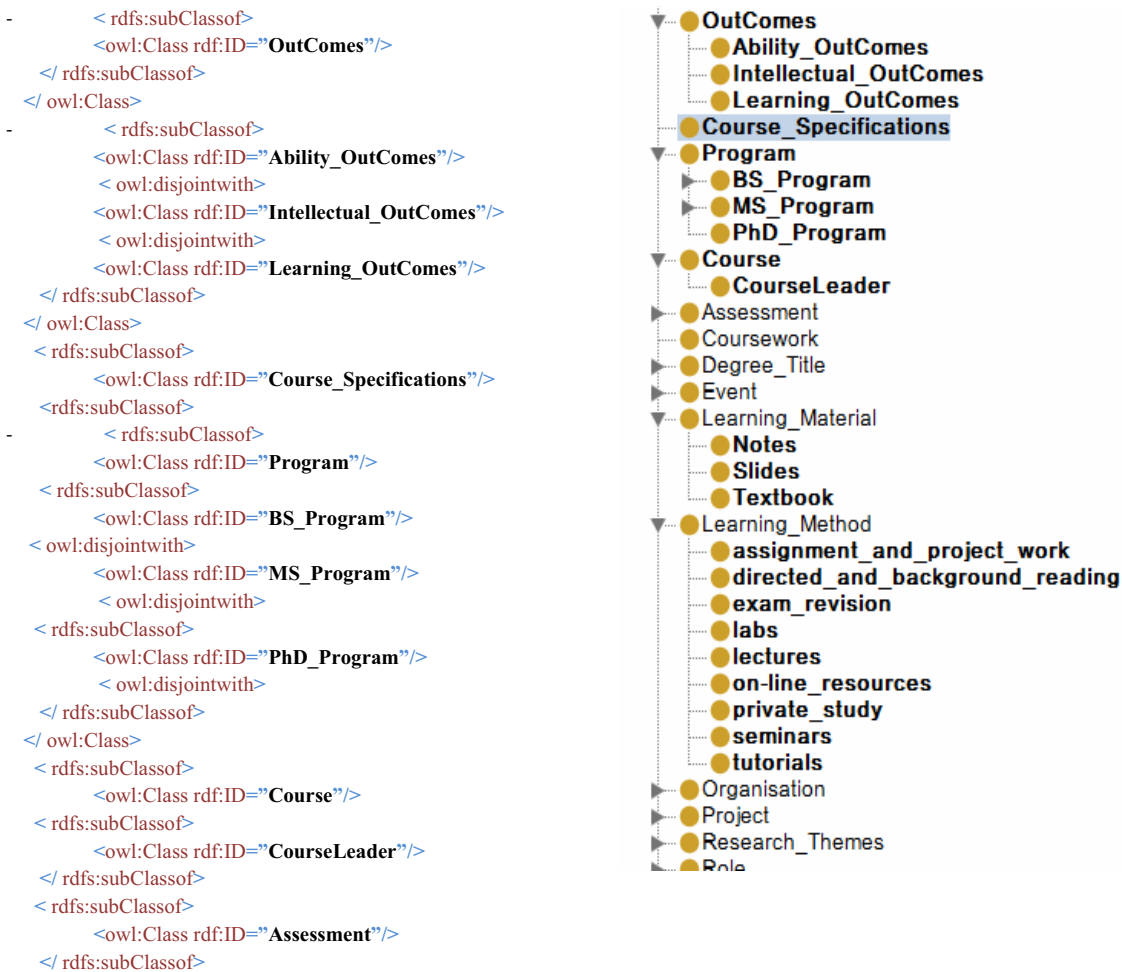 - < rdfs:subClassof>
<owl:Class rdf:ID=”OutComes”/>
</ rdfs:subClassof>
</ owl:Class>
- < rdfs:subClassof>
<owl:Class rdf:ID=”Ability_OutComes”/>
< owl:disjointwith>
<owl:Class rdf:ID=”Intellectual_OutComes”/>
< owl:disjointwith>
<owl:Class rdf:ID=”Learning_OutComes”/>
</ rdfs:subClassof>
</ owl:Class>
< rdfs:subClassof>
<owl:Class rdf:ID=”Course_Specifications”/>
<rdfs:subClassof>
- < rdfs:subClassof>
<owl:Class rdf:ID=”Program”/>
< rdfs:subClassof>
<owl:Class rdf:ID=”BS_Program”/>
< owl:disjointwith>
<owl:Class rdf:ID=”MS_Program”/>
< owl:disjointwith>
< rdfs:subClassof>
<owl:Class rdf:ID=”PhD_Program”/>
< owl:disjointwith>
</ rdfs:subClassof>
</ owl:Class>
< rdfs:subClassof>
<owl:Class rdf:ID=”Course”/>
< rdfs:subClassof>
<owl:Class rdf:ID=”CourseLeader”/>
</ rdfs:subClassof>
< rdfs:subClassof>
<owl:Class rdf:ID=”Assessment”/>
</ rdfs:subClassof>
OutComes
Ability_OutComes
Intellectual_OutComes
Learning_OutComes
Course_Specifications
Program
BS_Program
MS_Program
PhD_Program
Course
CourseLeader
Assessment
Coursework
Degree_Title
Event
Learning_Material
Notes
Slides
Textbook
Learning_Method
assignment_and_project_work
directed_and_background_reading
exam_revision
labs
lectures
on-line_resources
private_study
seminars
tutorials
Organisation
Project
Research_Themes
Role